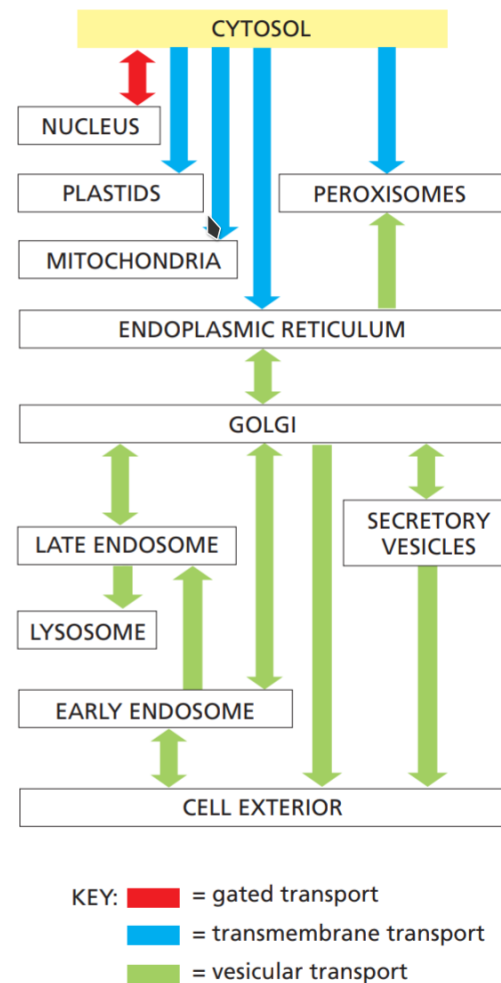 CYTOSOL
NUCLEUS
PLASTIDS
PEROXISOMES
MITOCHONDRIA
ENDOPLASMIC RETICULUM
GOLGI
LATE ENDOSOME
SECRETORY
VESICLES
LYSOSOME
EARLY ENDOSOME
CELL EXTERIOR
KEY:
= gated transport
= transmembrane transport
= vesicular transport